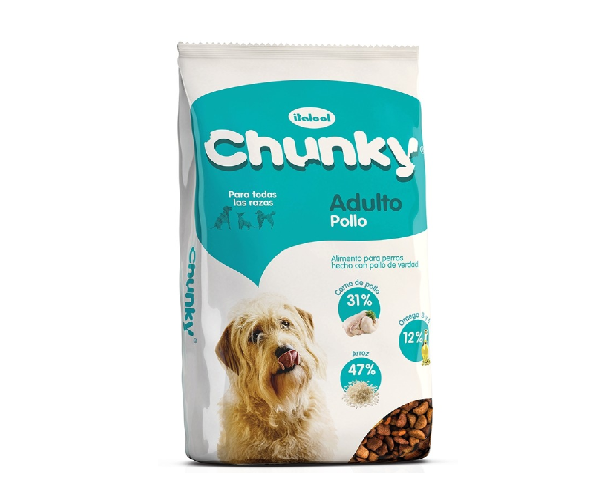 italcol
Chunky
Para todas
las razas
Adulto
Pollo
Alimento para perros
hecho con pollo de verdad
Carne de pollo
31%
Omega
12%
Arroz
47%
Chunky